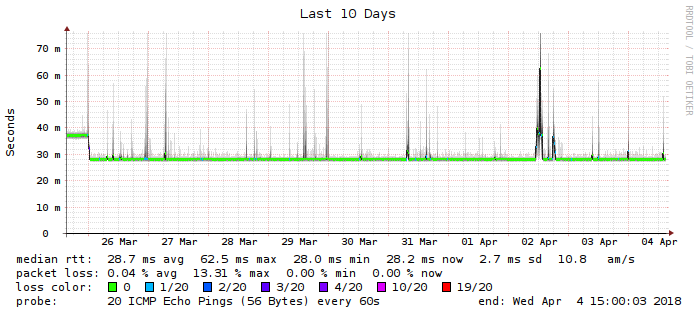 Last 10 Days
RRDTOOL / TOBI OETIKER
Seconds
70 m
60 m
50 m
40 m
30 m
20 m
10 m
0
26 Mar 27 Mar 28 Mar 29 Mar 30 Mar 31 Mar 01 Apr 02 Apr 03 Apr 04 Apr
median rtt: 28.7 ms avg 62.5 ms max 28.0 ms min 28.2 ms now 2.7 ms sd 10.8 am/s
packet loss: 0.04 % avg 13.31 % max 0.00 % min 0.00 % now
loss color: 0 1/20 2/20 3/20 4/20 10/20 19/20
probe: 20 ICMP Echo Pings (56 Bytes) every 60s end: Wed Apr 4 15:00:03 2018